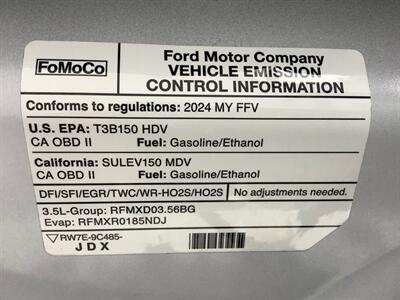 FoMoCo
Ford Motor Company
VEHICLE EMISSION
CONTROL INFORMATION
Conforms to regulations: 2024 MY FFV
U.S. EPA: T3B150 HDV
CA OBD II Fuel: Gasoline/Ethanol
California: SULEV150 MDV
CA OBD II Fuel: Gasoline/Ethanol
DFI/SFI/EGR/TWC/WR-HO2S/HO2S No adjustments needed.
3.5L-Group: RFMXD03.56BG
Evap: RFMXR0185NDJ
RW7E-9C485-
JDX